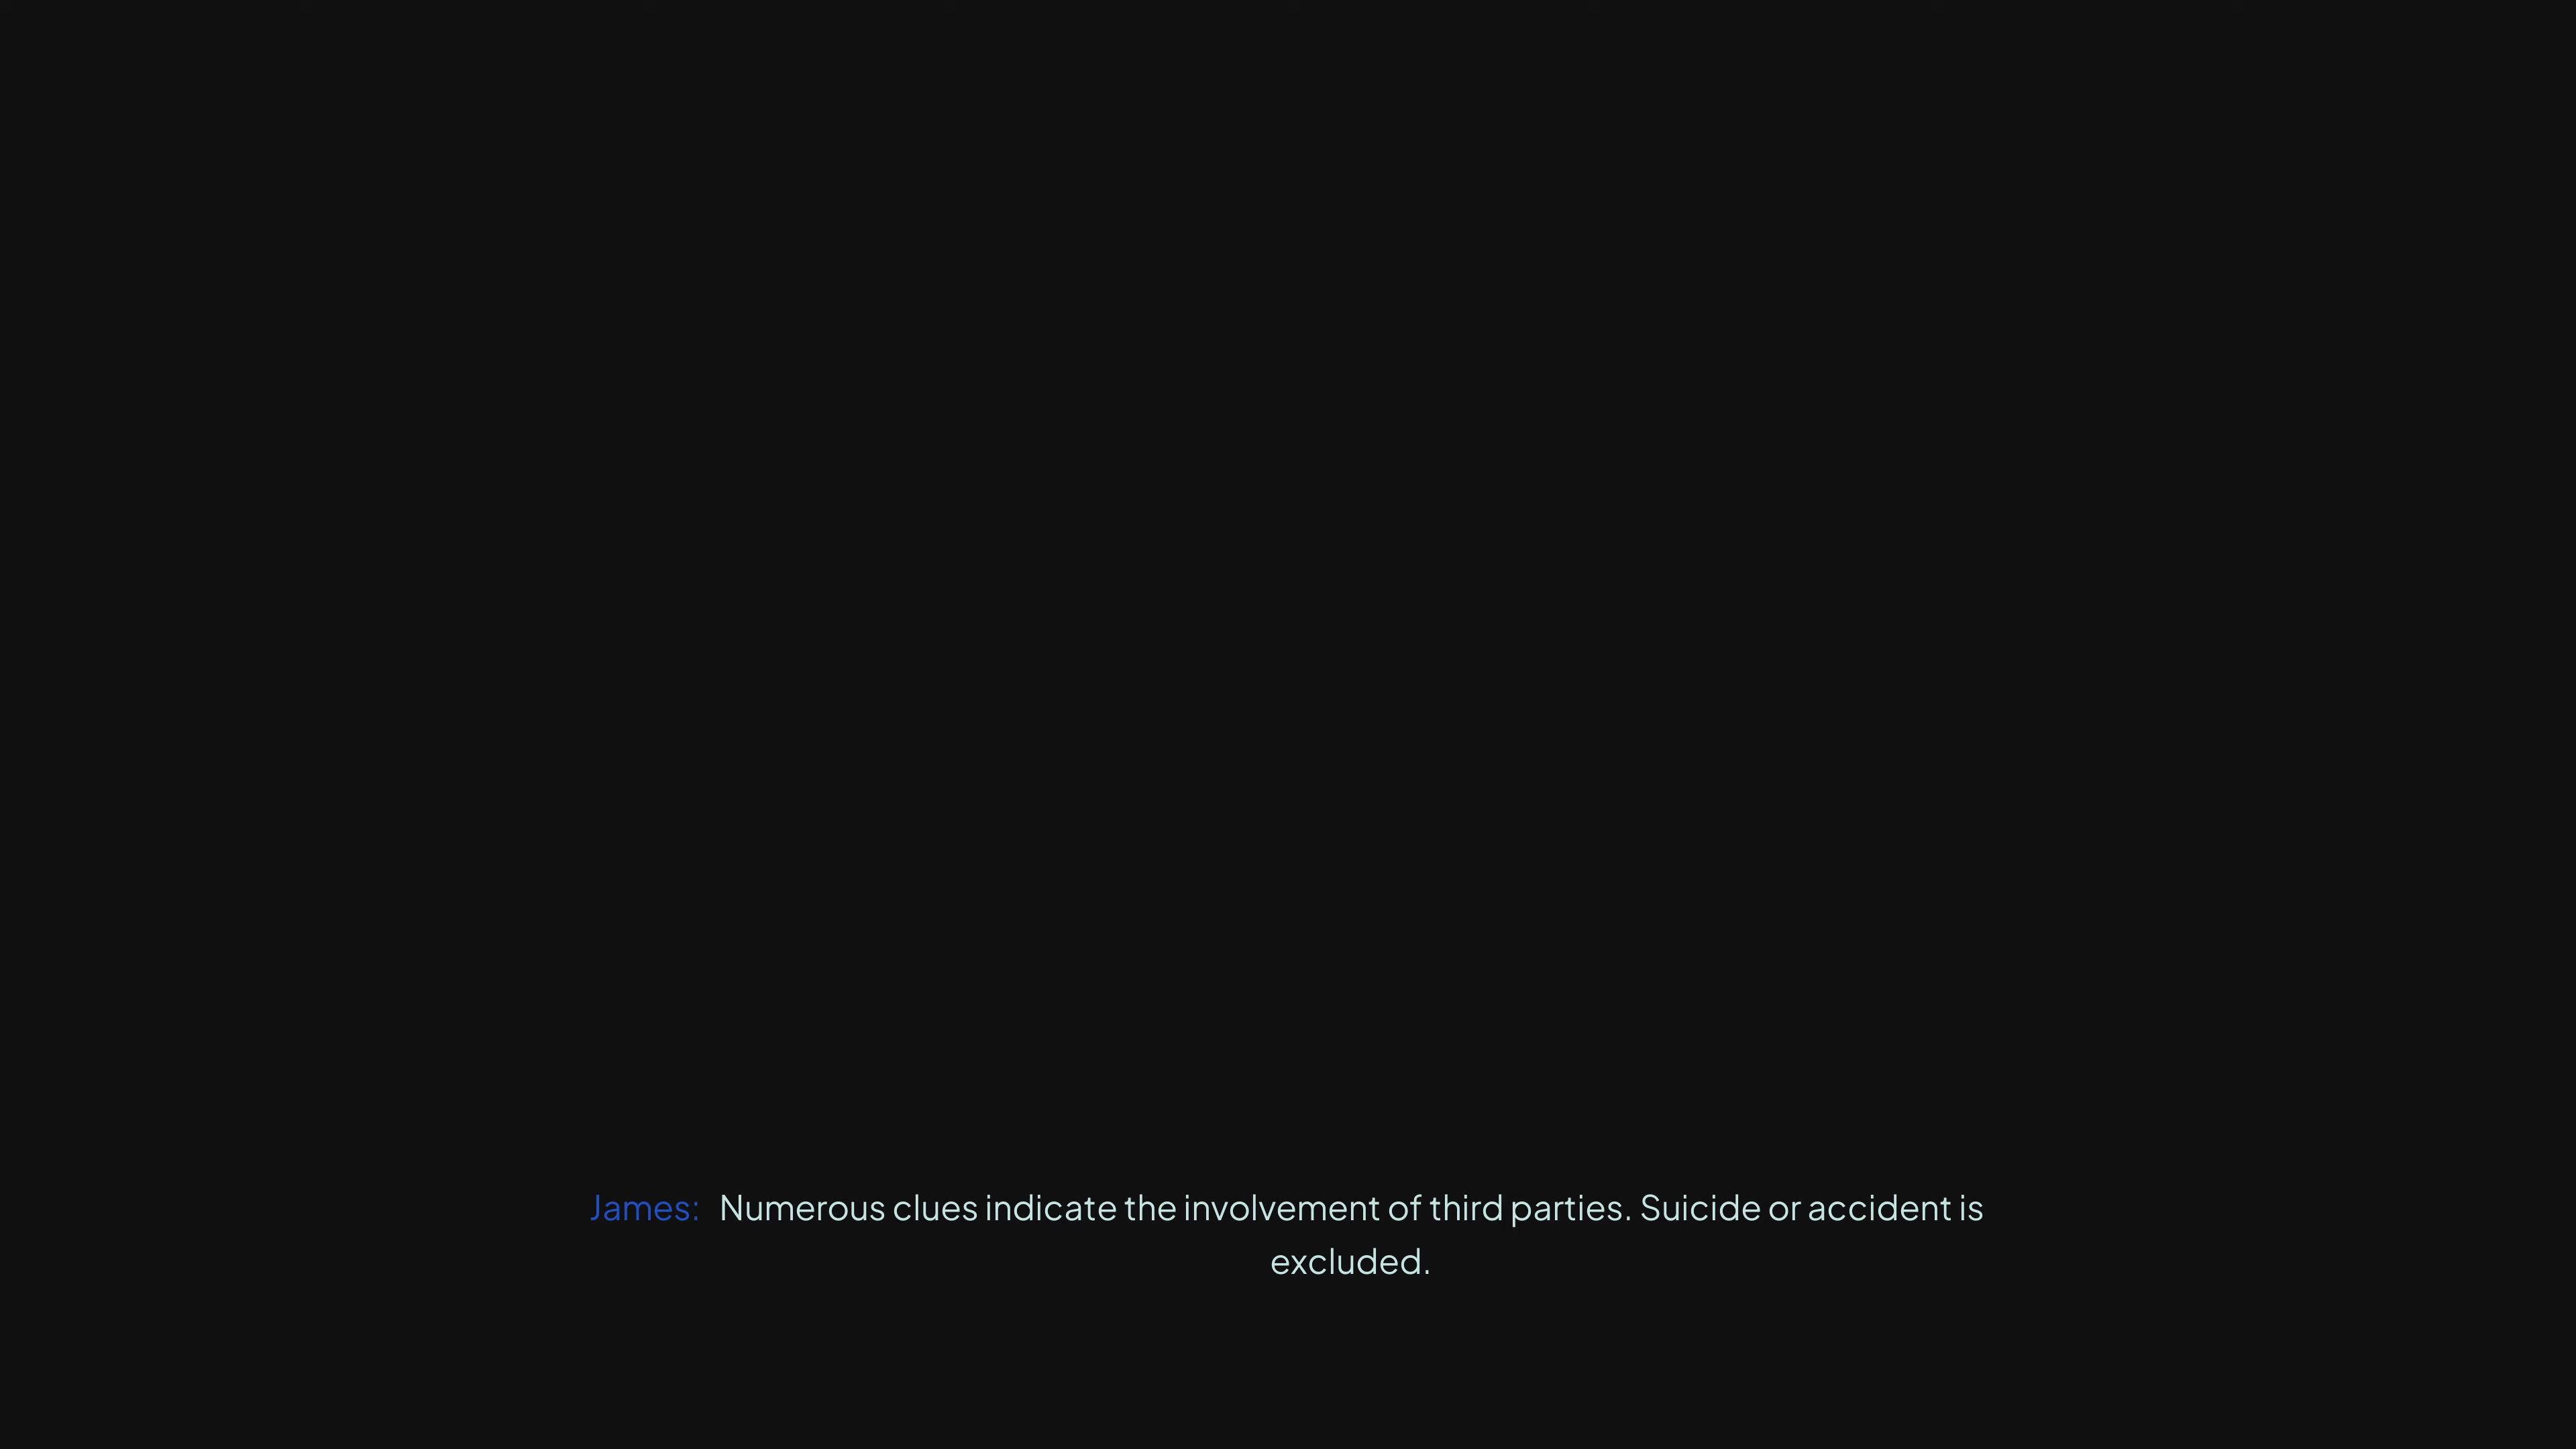 James: Numerous clues indicate the involvement of third parties. Suicide or accident is
excluded.